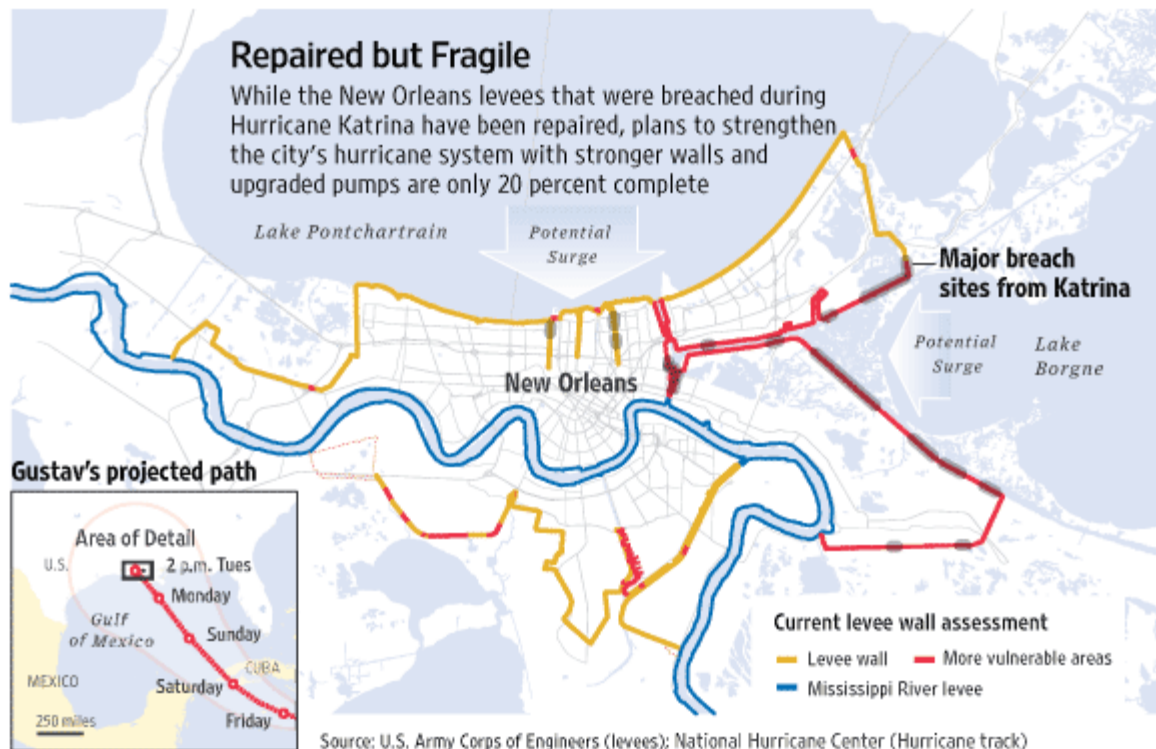 Repaired but Fragile
While the New Orleans levees that were breached during
Hurricane Katrina have been repaired, plans to strengthen
the city's hurricane system with stronger walls and
upgraded pumps are only 20 percent complete
Lake Pontchartrain
Potential
Surge
Major breach
sites from Katrina
Potential
Surge
Lake
Borgne
New Orleans
Gustav's projected path
Area of Detail
U.S.
2 p.m. Tues
Monday
Gulf
of Mexico
Sunday
CUBA
MEXICO
Saturday
250 miles
Friday
Current levee wall assessment
Levee wall
More vulnerable areas
Mississippi River levee
Source: U.S. Army Corps of Engineers (levees); National Hurricane Center (Hurricane track)